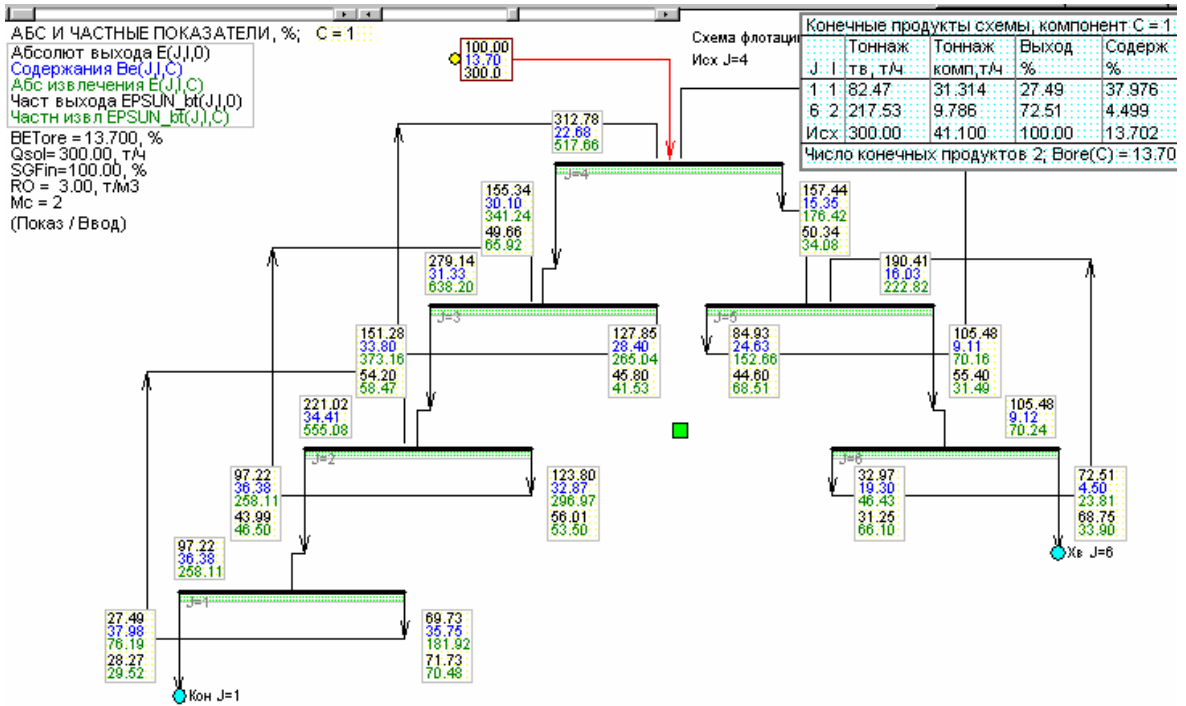 АБС И ЧАСТНЫЕ ПОКАЗАТЕЛИ, %; C = 1
Абсолют выхода E(J,I,0)
Содержания Be(J,I,C)
Абс извлечения E(J,I,C)
Част выхода EPSUN_bt(J,I,0)
Частн извл EPSUN_bt(J,I,C)
BETore = 13.700, %
Qsol= 300.00, т/ч
SGFin=100.00, %
RO = 3.00, т/м3
Mc = 2
(Показ / Ввод)
100.00
13.70
300.0
Схема флотаци
Исх J=4
Конечные продукты схемы, компонент C = 1
Тоннаж Тоннаж Выход Содерж
J I тв, т/ч комп,т/ч % %
1 1 82.47 31.314 27.49 37.976
6 2 217.53 9.786 72.51 4.499
Исх 300.00 41.100 100.00 13.702
Число конечных продуктов 2; Bore(C) = 13.70
312.78
22.68
517.66
J=4
155.34
30.10
341.24
49.66
65.92
157.44
15.35
176.42
50.34
34.08
279.14
31.33
638.20
190.41
16.03
222.82
J=3
J=5
151.28
33.80
373.16
54.20
58.47
127.85
28.40
265.04
45.80
41.53
84.93
24.63
152.66
44.60
68.51
105.48
9.11
70.16
55.40
31.49
221.02
34.41
555.08
105.48
9.12
70.24
J=2
J=6
97.22
36.38
258.11
43.99
46.50
123.80
32.87
296.97
56.01
53.50
32.97
19.30
46.43
31.25
66.10
72.51
4.50
23.81
68.75
33.90
Хв J=6
97.22
36.38
258.11
J=1
27.49
37.98
76.19
28.27
29.52
69.73
35.75
181.92
71.73
70.48
Кон J=1